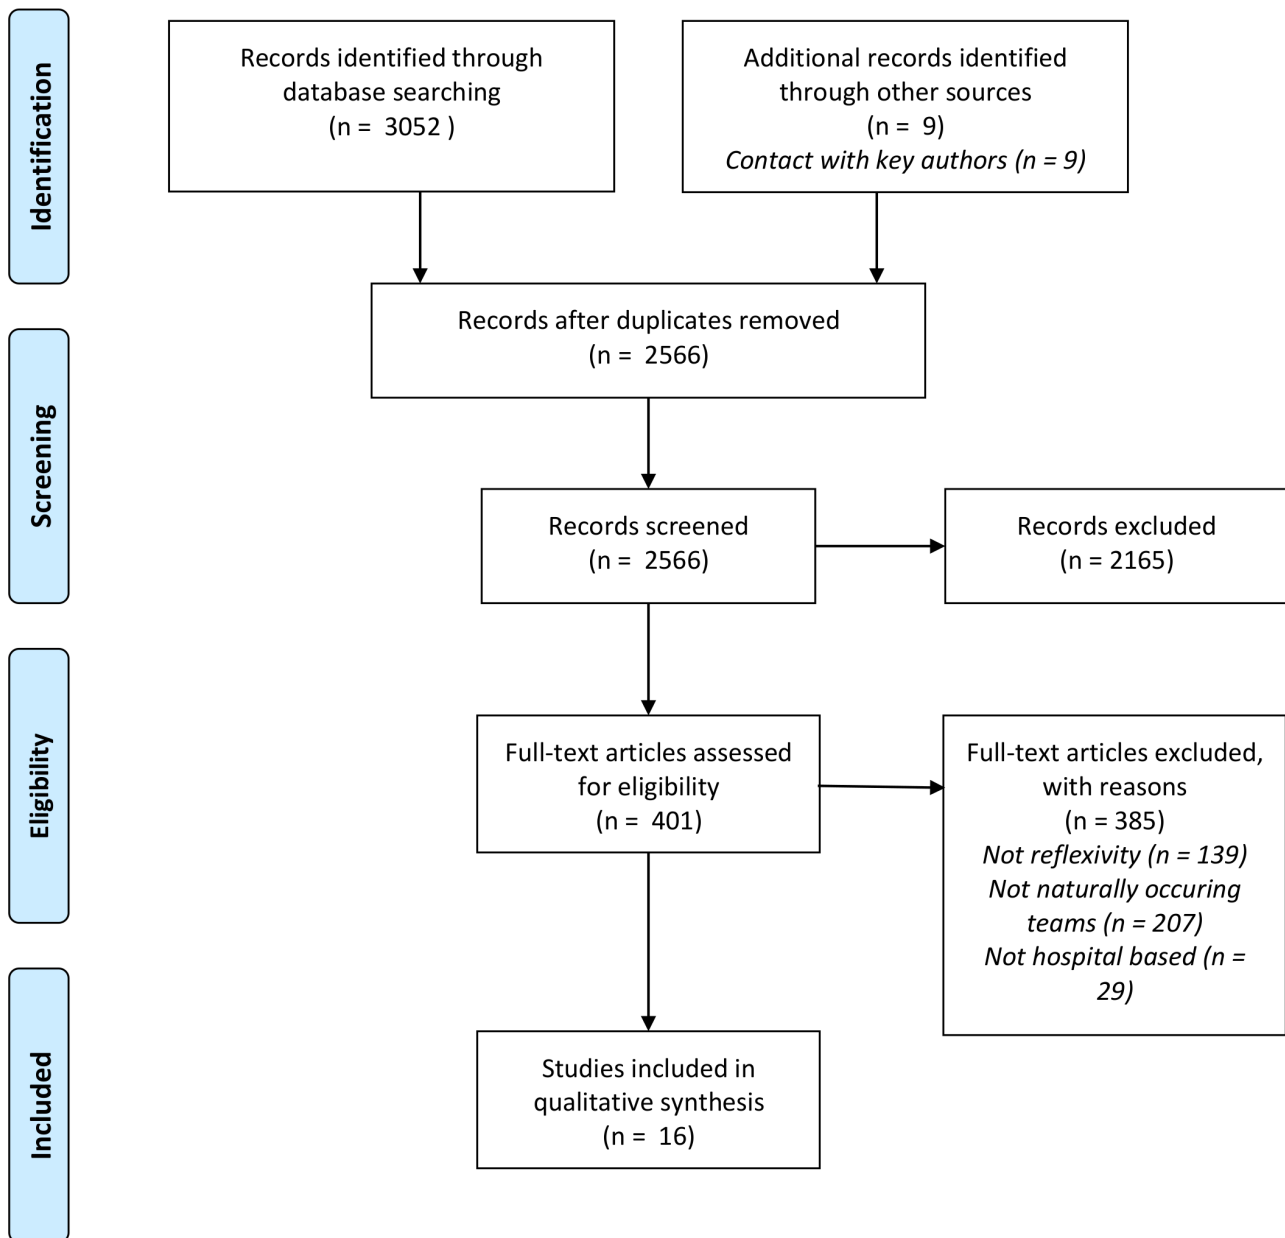 Identification
Records identified through
database searching
(n =  3052 )
Additional records identified
through other sources
(n =  9)
Contact with key authors (n = 9)
Records after duplicates removed
(n =  2566)
Screening
Records screened
(n =  2566)
Records excluded
(n = 2165)
Eligibility
Full-text articles assessed
for eligibility
(n =  401)
Full-text articles excluded,
with reasons
(n = 385)
Not reflexivity (n = 139)
Not naturally occuring
teams (n = 207)
Not hospital based (n =
29)
Included
Studies included in
qualitative synthesis
(n =  16)